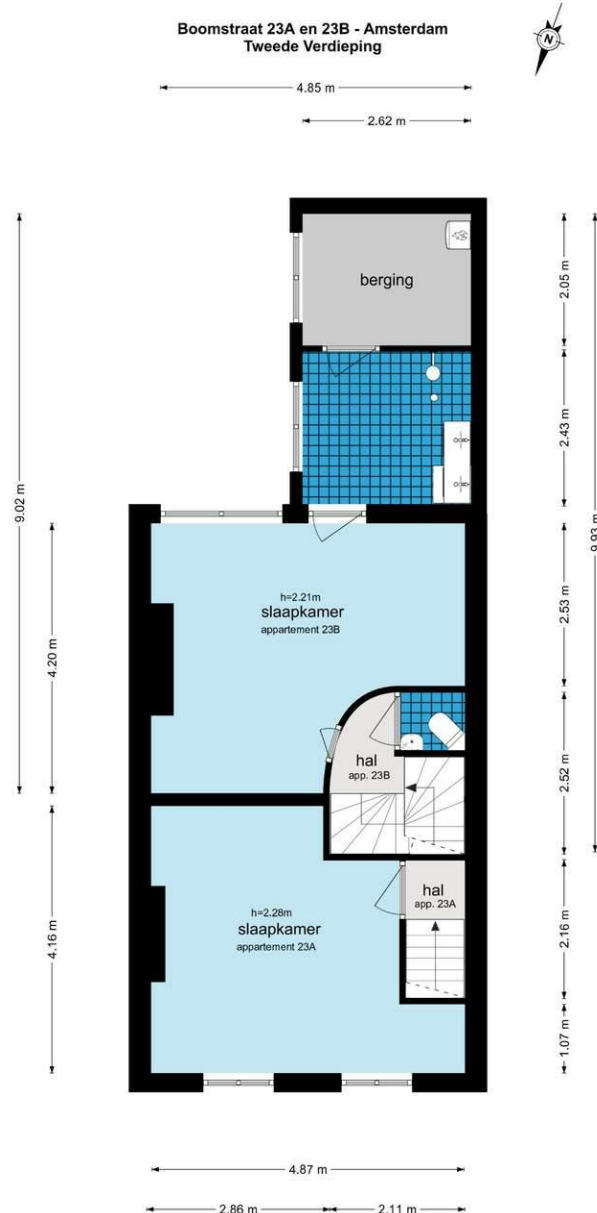 Boomstraat 23A en 23B - Amsterdam
Tweede Verdieping
N
4.85 m
2.62 m
berging
2.05 m
2.43 m
9.02 m
9.93 m
h=2.21m
slaapkamer
appartement 23B
4.20 m
2.53 m
hal
app. 23B
2.52 m
h=2.28m
slaapkamer
appartement 23A
hal
app. 23A
4.16 m
2.16 m
1.07 m
4.87 m
2.86 m
2.11 m